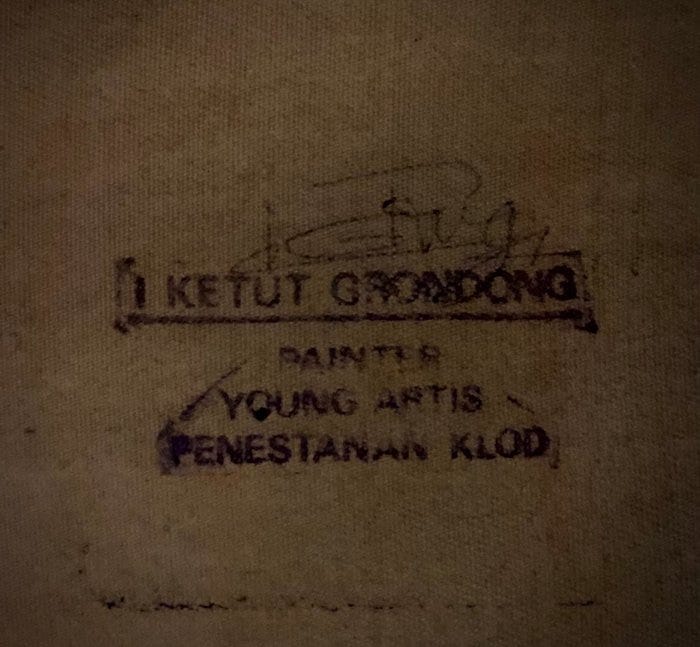 I KETUT GRONDONG
PAINTER
YOUNG ARTIS
PENESTANAN KLOD